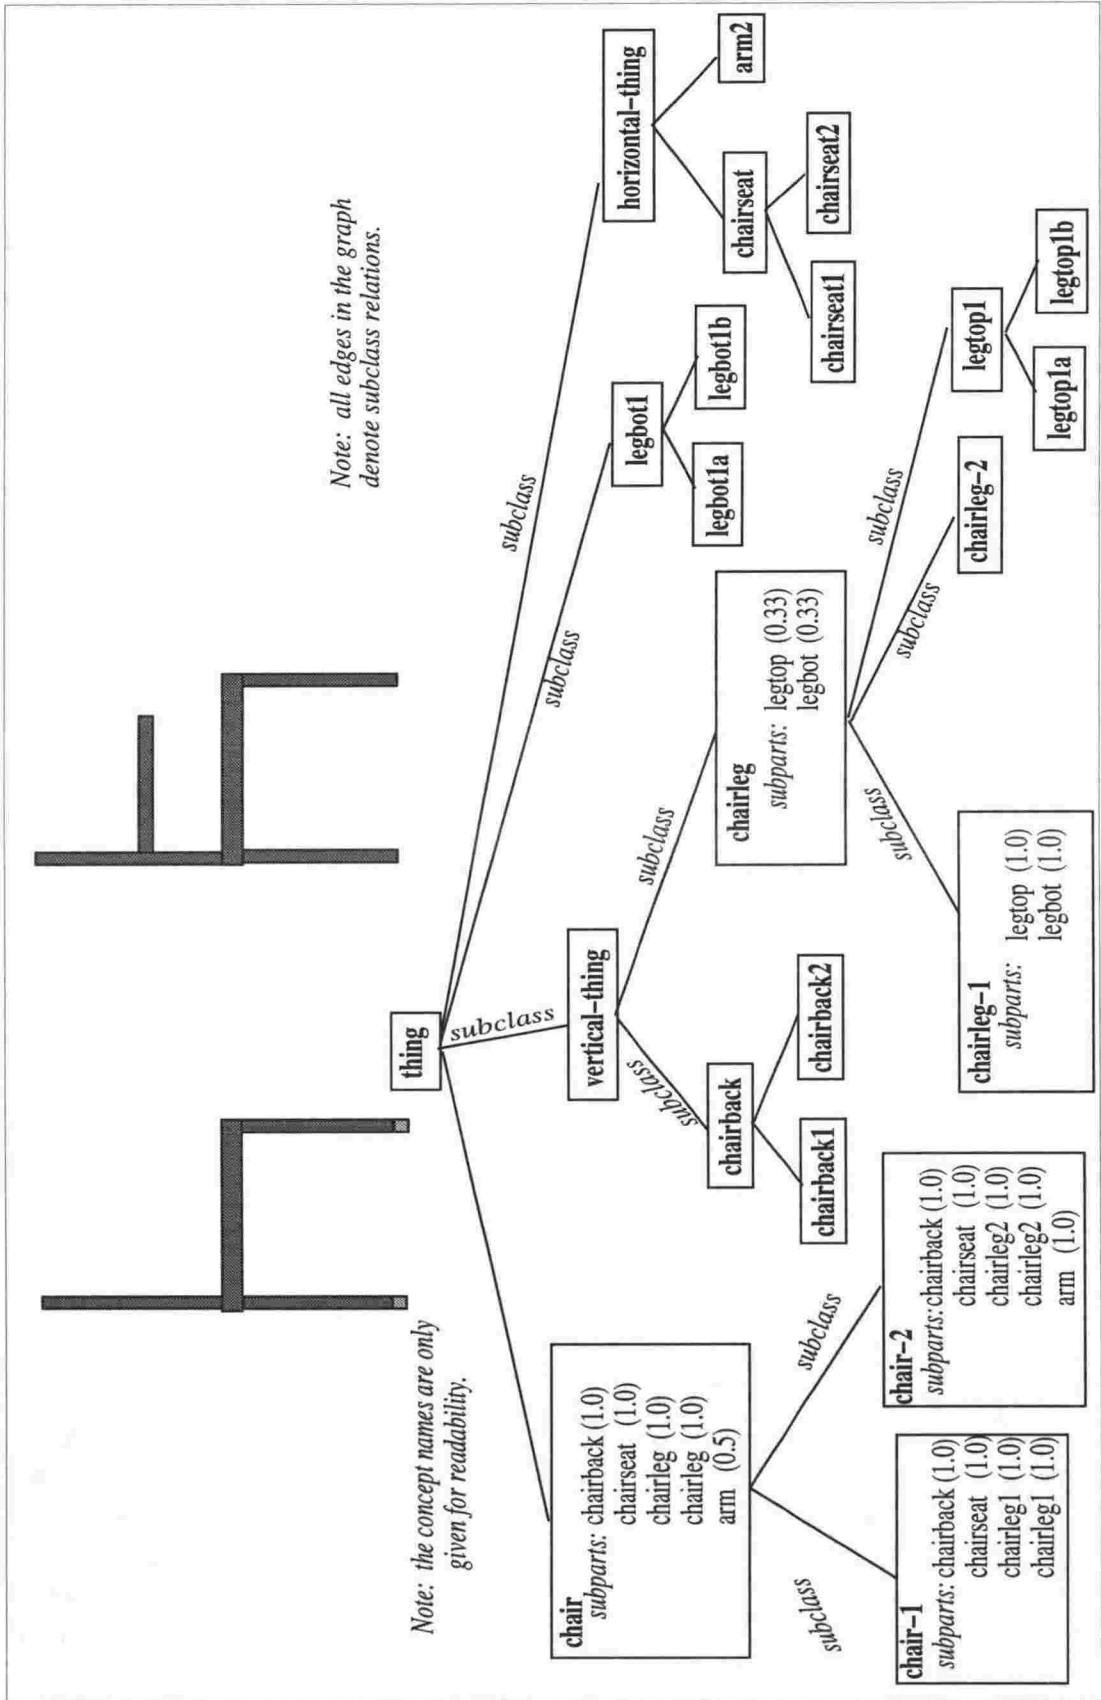 Note: the concept names are only
given for readability.
Note: all edges in the graph
denote subclass relations.
thing
subclass
subclass
subclass
chair
subparts: chairback (1.0)
chairseat (1.0)
chairleg (1.0)
chairleg (1.0)
arm (0.5)
vertical-thing
legbot1
horizontal-thing
subclass
subclass
subclass
subclass
chairback
chairleg
subparts: legtop (0.33)
legbot (0.33)
legbot1a
legbot1b
chairseat
arm2
chairback1
chairback2
chairseat1
chairseat2
subclass
subclass
subclass
chair-1
subparts: chairback (1.0)
chairseat (1.0)
chairleg1 (1.0)
chairleg1 (1.0)
chair-2
subparts: chairback (1.0)
chairseat (1.0)
chairleg2 (1.0)
chairleg2 (1.0)
arm (1.0)
chairleg-1
subparts: legtop (1.0)
legbot (1.0)
chairleg-2
legtop1
legtop1a
legtop1b